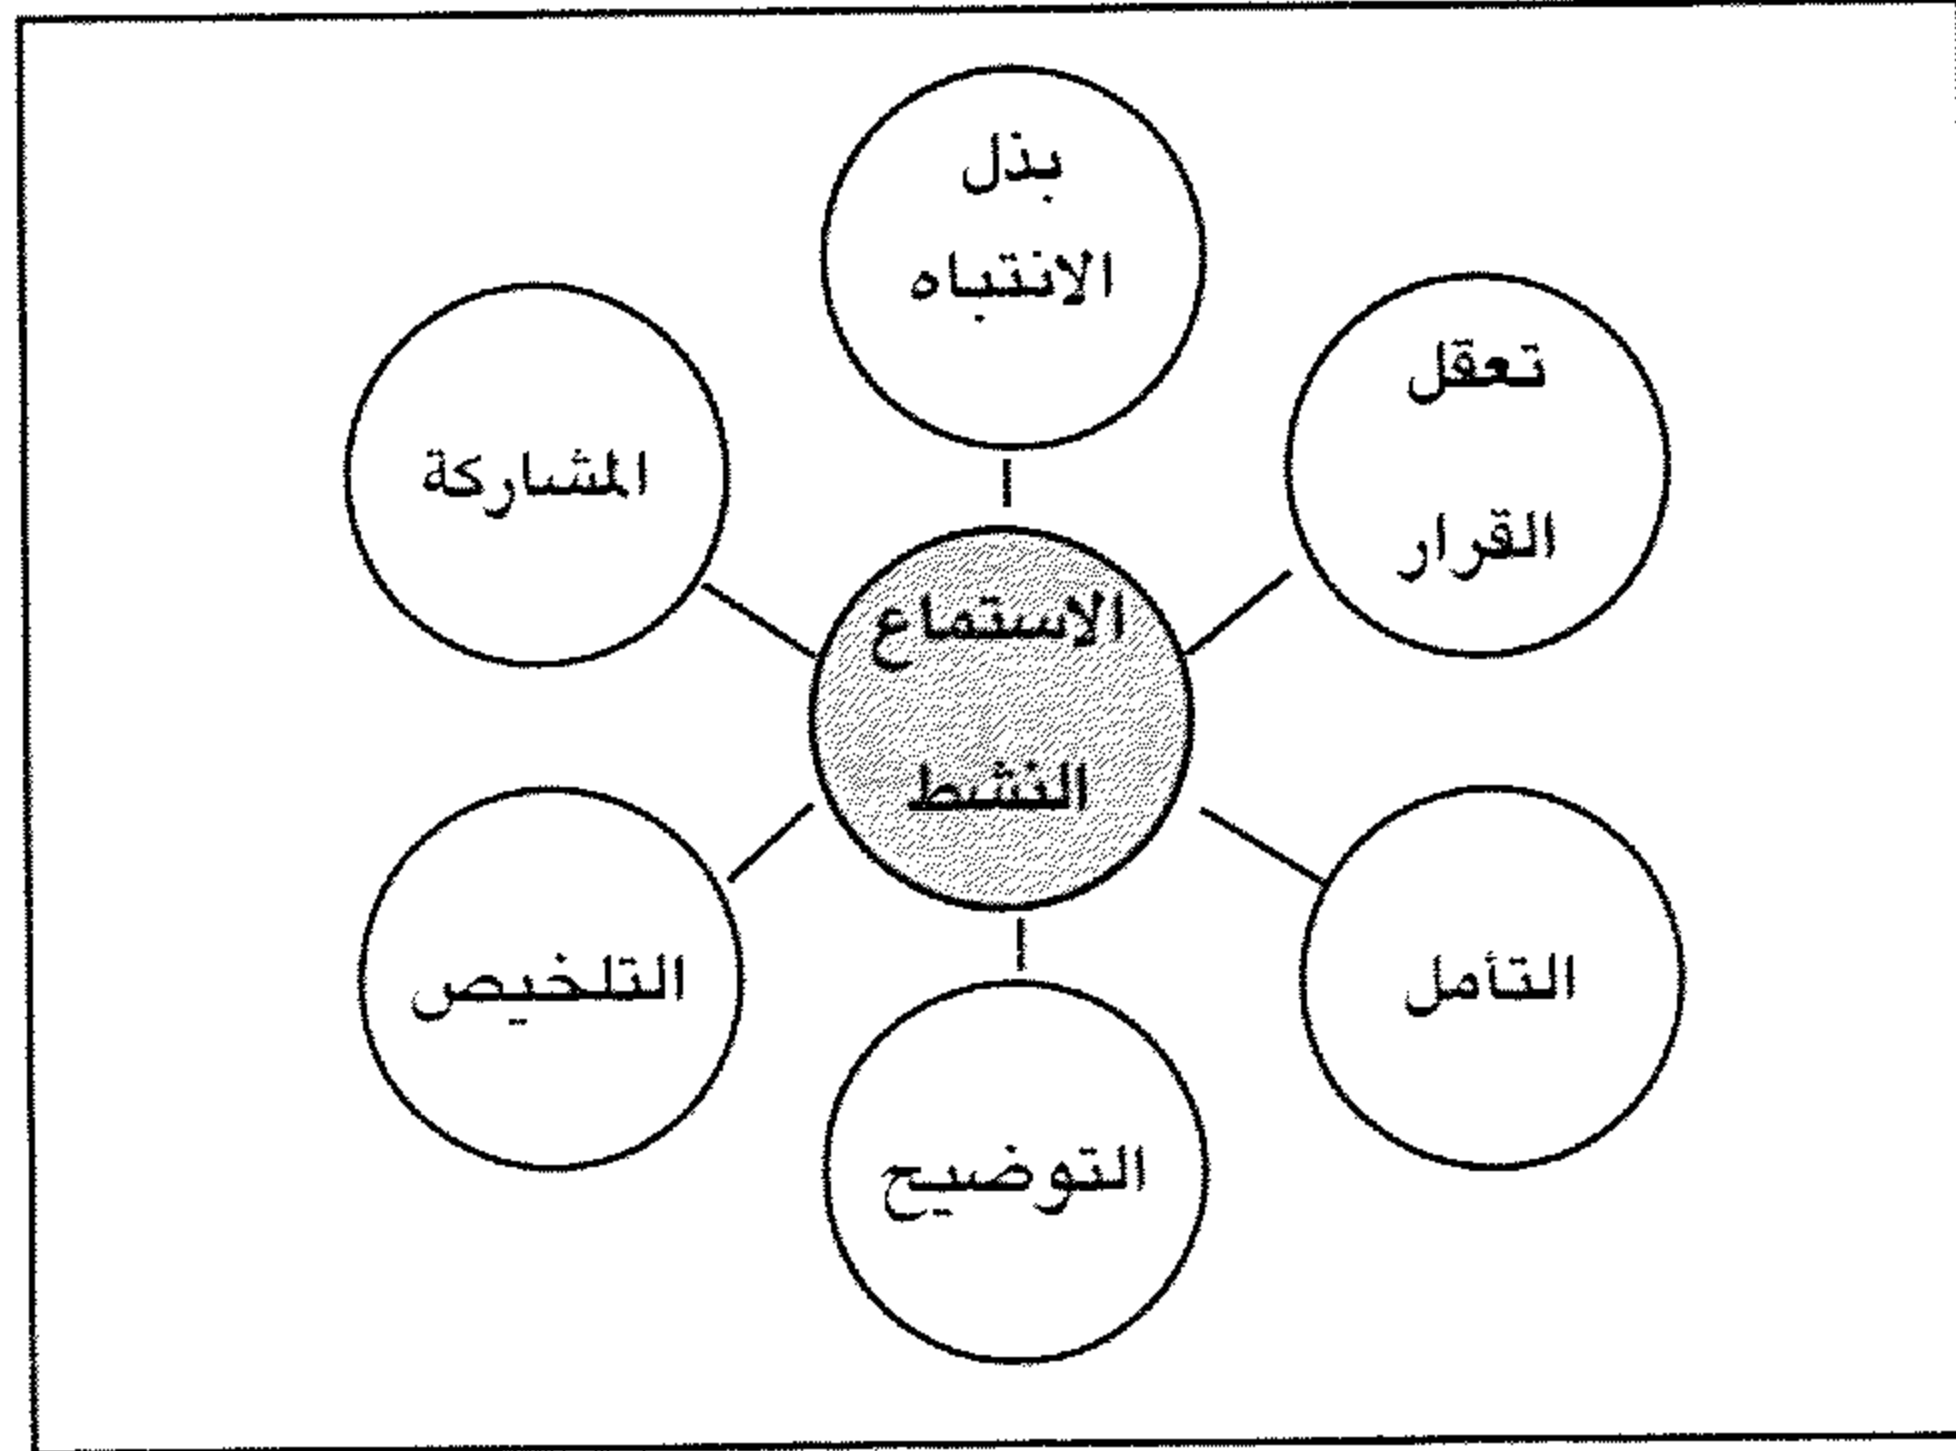 بذل
الانتباه
تعقل
القرار
المشاركة
الاستماع
النشط
التأمل
التلخيص
التوضيح